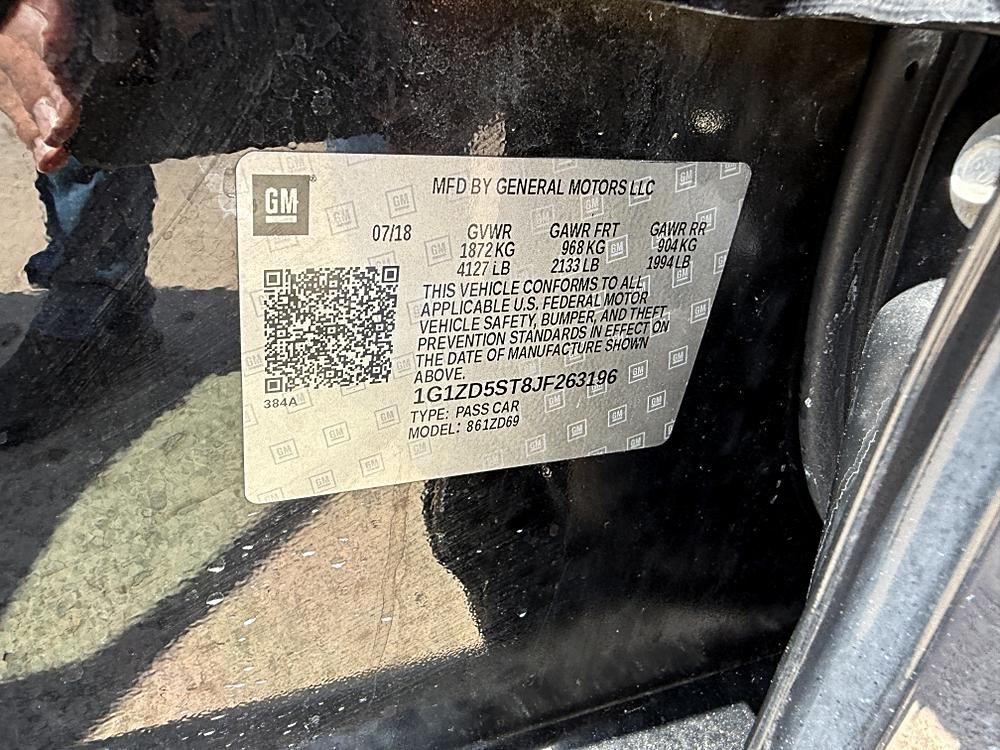 GM
MFD BY GENERAL MOTORS LLC
07/18 GVWR GAWR FRT GAWR RR
1872 KG 968 KG 904 KG
4127 LB 2133 LB 1994 LB
THIS VEHICLE CONFORMS TO ALL
APPLICABLE U.S. FEDERAL MOTOR
VEHICLE SAFETY, BUMPER, AND THEFT
PREVENTION STANDARDS IN EFFECT ON
THE DATE OF MANUFACTURE SHOWN
ABOVE.
1G1ZD5ST8JF263196
384A
TYPE: PASS CAR
MODEL: 861ZD69